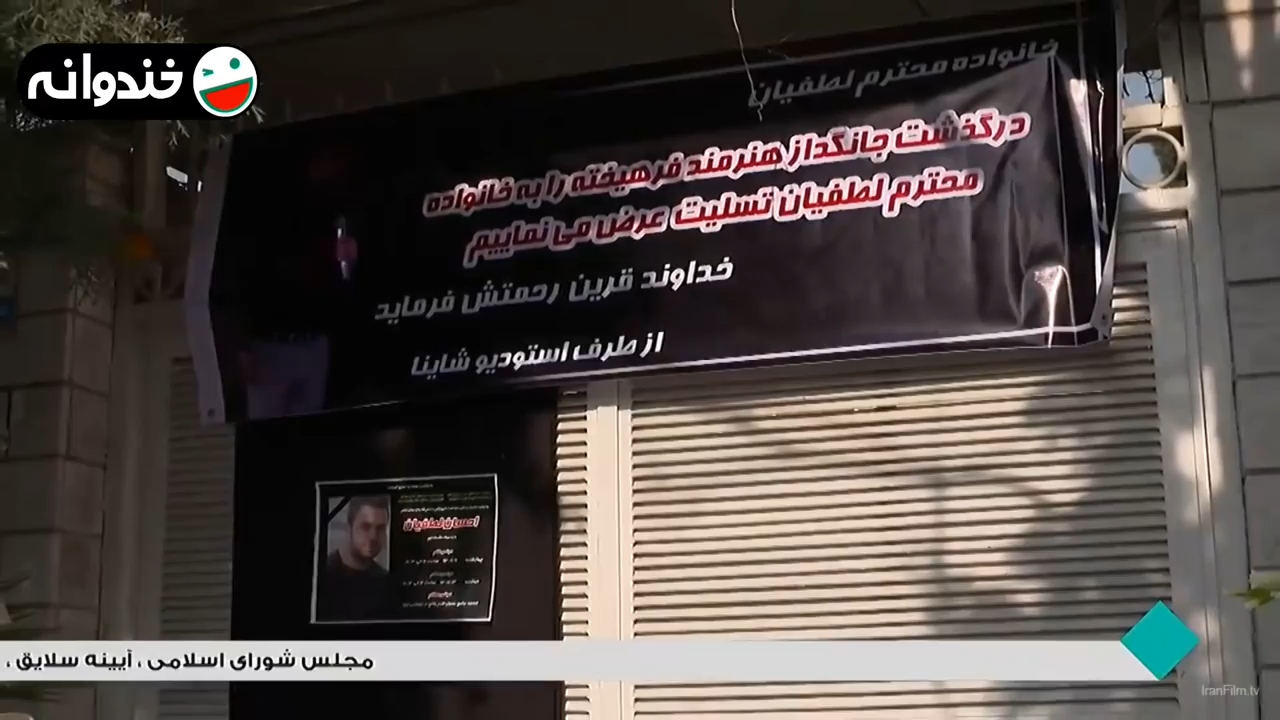 خندوانه
خانواده محترم لطفیان
درگذشت جانگداز هنرمند فرهیخته را به خانواده
محترم لطفیان تسلیت عرض می نماییم
خداوند قرین رحمتش فرماید
از طرف استودیو شاینا
احسان لطفیان
مجلس شورای اسلامی ، آیینه سلایق ،
IranFilm.tv